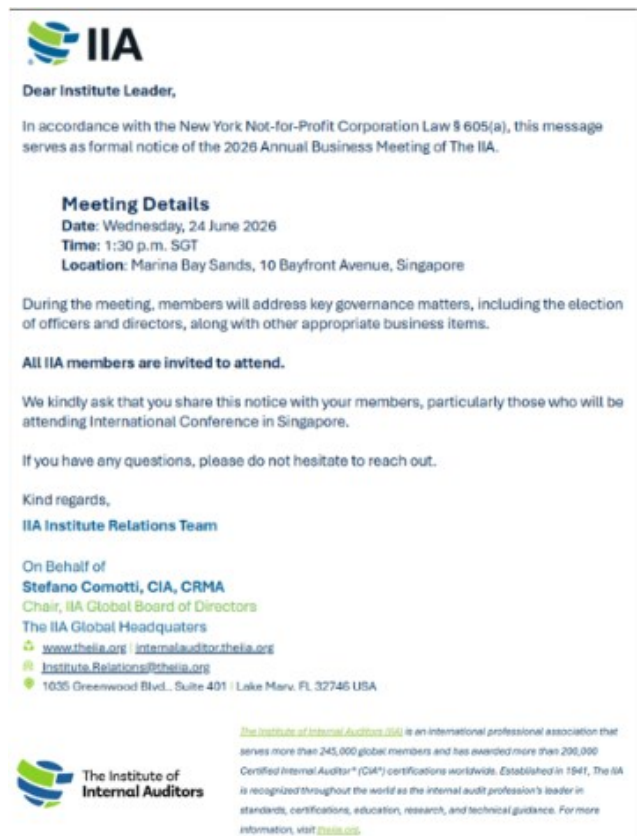 IIA
Dear Institute Leader,
In accordance with the New York Not-for-Profit Corporation Law § 605(a), this message
serves as formal notice of the 2026 Annual Business Meeting of The IIA.
Meeting Details
Date: Wednesday, 24 June 2026
Time: 1:30 p.m. SGT
Location: Marina Bay Sands, 10 Bayfront Avenue, Singapore
During the meeting, members will address key governance matters, including the election
of officers and directors, along with other appropriate business items.
All IIA members are invited to attend.
We kindly ask that you share this notice with your members, particularly those who will be
attending International Conference in Singapore.
If you have any questions, please do not hesitate to reach out.
Kind regards,
IIA Institute Relations Team
On Behalf of
Stefano Comotti, CIA, CRMA
Chair, IIA Global Board of Directors
The IIA Global Headquaters
www.theiia.org | internalauditor.theiia.org
Institute.Relations@theiia.org
1035 Greenwood Blvd., Suite 401 | Lake Mary, FL 32746 USA
The Institute of
Internal Auditors
The Institute of Internal Auditors (IIA) is an international professional association that
serves more than 245,000 global members and has awarded more than 200,000
Certified Internal Auditor® (CIA®) certifications worldwide. Established in 1941, The IIA
is recognized throughout the world as the internal audit profession's leader in
standards, certifications, education, research, and technical guidance. For more
information, visit theiia.org.